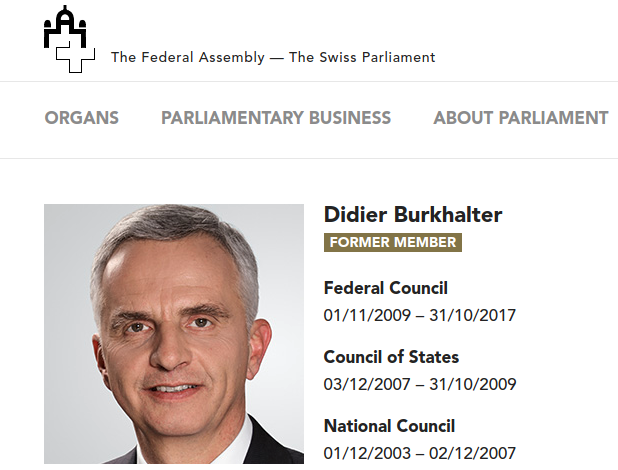 The Federal Assembly — The Swiss Parliament
ORGANS PARLIAMENTARY BUSINESS ABOUT PARLIAMENT
Didier Burkhalter
FORMER MEMBER
Federal Council
01/11/2009 – 31/10/2017
Council of States
03/12/2007 – 31/10/2009
National Council
01/12/2003 – 02/12/2007